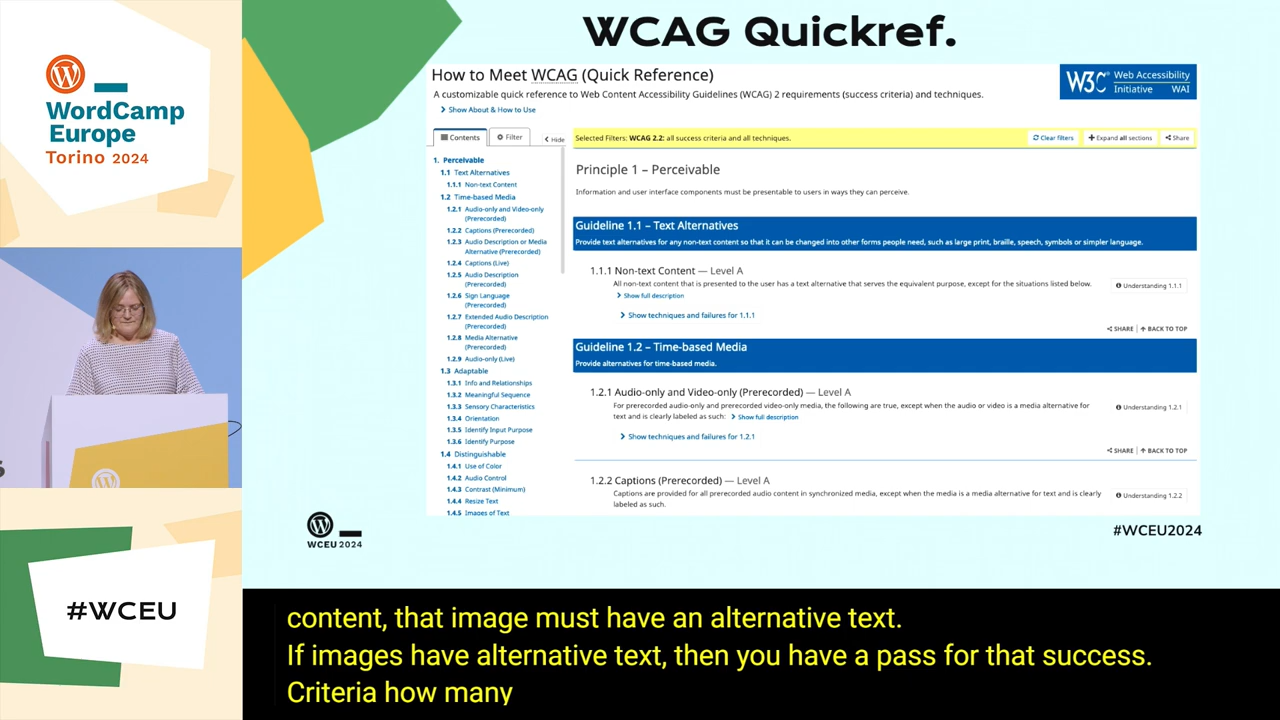 WordCamp
Europe
Torino 2024
#WCEU
WCAG Quickref.
How to Meet WCAG (Quick Reference)
A customizable quick reference to Web Content Accessibility Guidelines (WCAG) 2 requirements (success criteria) and techniques.
Show About & How to Use
W3C® Web Accessibility
Initiative WAI
Contents Filter Hide
1. Perceivable
1.1 Text Alternatives
1.1.1 Non-text Content
1.2 Time-based Media
1.2.1 Audio-only and Video-only
(Prerecorded)
1.2.2 Captions (Prerecorded)
1.2.3 Audio Description or Media
Alternative (Prerecorded)
1.2.4 Captions (Live)
1.2.5 Audio Description
(Prerecorded)
1.2.6 Sign Language
(Prerecorded)
1.2.7 Extended Audio Description
(Prerecorded)
1.2.8 Media Alternative
(Prerecorded)
1.2.9 Audio-only (Live)
1.3 Adaptable
1.3.1 Info and Relationships
1.3.2 Meaningful Sequence
1.3.3 Sensory Characteristics
1.3.4 Orientation
1.3.5 Identify Input Purpose
1.3.6 Identify Purpose
1.4 Distinguishable
1.4.1 Use of Color
1.4.2 Audio Control
1.4.3 Contrast (Minimum)
1.4.4 Resize Text
1.4.5 Images of Text
Selected Filters: WCAG 2.2: all success criteria and all techniques.
Clear filters Expand all sections Share
Principle 1 – Perceivable
Information and user interface components must be presentable to users in ways they can perceive.
Guideline 1.1 – Text Alternatives
Provide text alternatives for any non-text content so that it can be changed into other forms people need, such as large print, braille, speech, symbols or simpler language.
1.1.1 Non-text Content — Level A
All non-text content that is presented to the user has a text alternative that serves the equivalent purpose, except for the situations listed below.
Show full description
Understanding 1.1.1
Show techniques and failures for 1.1.1
SHARE | BACK TO TOP
Guideline 1.2 – Time-based Media
Provide alternatives for time-based media.
1.2.1 Audio-only and Video-only (Prerecorded) — Level A
For prerecorded audio-only and prerecorded video-only media, the following are true, except when the audio or video is a media alternative for
text and is clearly labeled as such: Show full description
Understanding 1.2.1
Show techniques and failures for 1.2.1
SHARE | BACK TO TOP
1.2.2 Captions (Prerecorded) — Level A
Captions are provided for all prerecorded audio content in synchronized media, except when the media is a media alternative for text and is clearly
labeled as such.
Understanding 1.2.2
WCEU 2024
#WCEU2024
content, that image must have an alternative text.
If images have alternative text, then you have a pass for that success.
Criteria how many